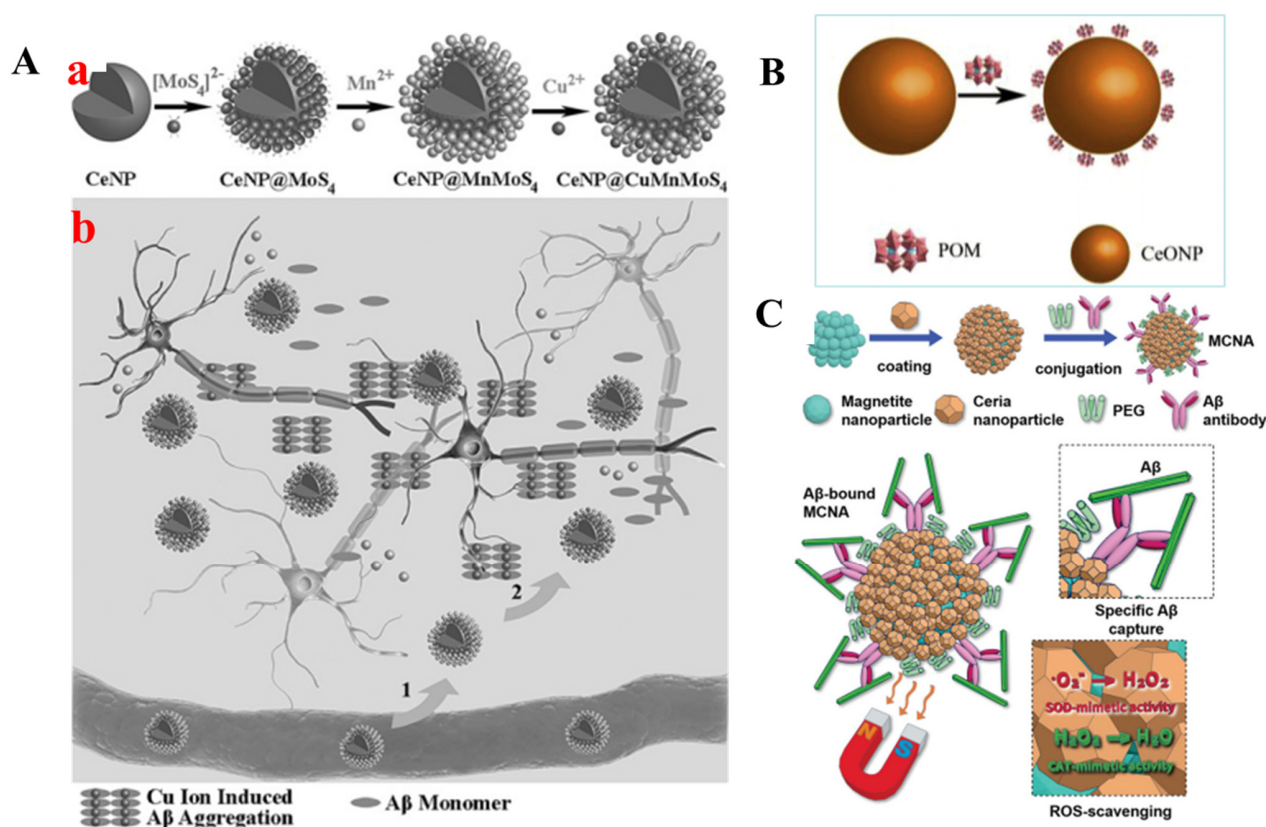 A
a
[MoS₄]²⁻
Mn²⁺
Cu²⁺
CeNP
CeNP@MoS₄
CeNP@MnMoS₄
CeNP@CuMnMoS₄
b
2
1
Cu Ion Induced
Aβ Aggregation
Aβ Monomer
B
POM
CeONP
C
coating
conjugation
MCNA
Magnetite
nanoparticle
Ceria
nanoparticle
PEG
Aβ
antibody
Aβ-bound
MCNA
Aβ
Specific Aβ
capture
N
S
·O₂⁻ → H₂O₂
SOD-mimetic activity
H₂O₂ → H₂O
CAT-mimetic activity
ROS-scavenging